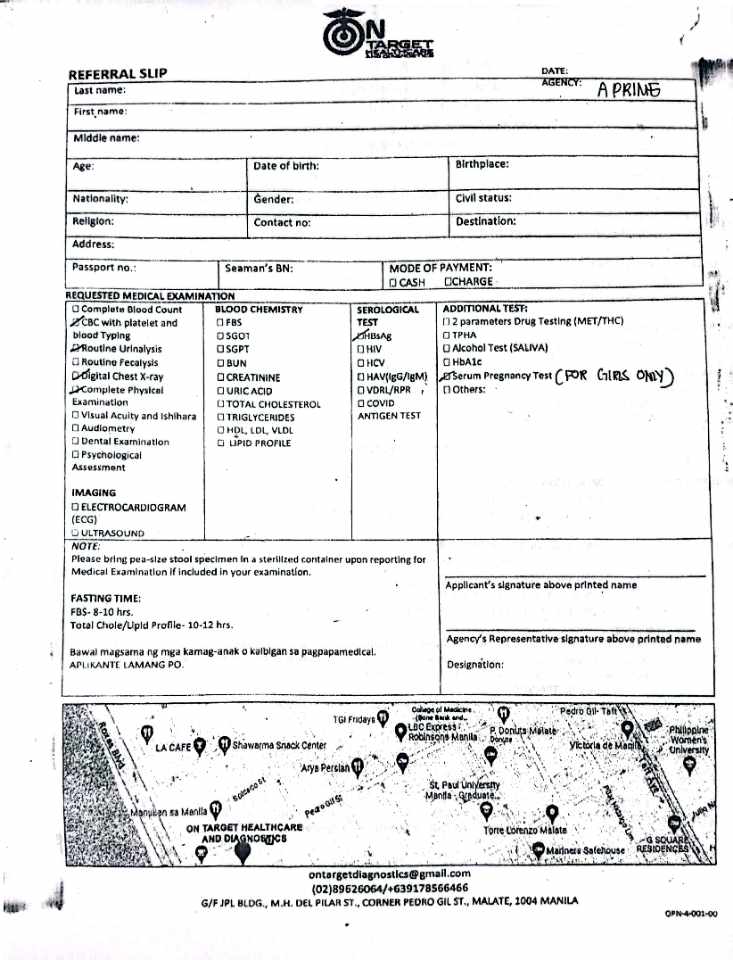 ON
TARGET
HEALTHCARE
REFERRAL SLIP
DATE:
AGENCY: APRIME
Last name:
First name:
Middle name:
Age: Date of birth: Birthplace:
Nationality: Gender: Civil status:
Religion: Contact no: Destination:
Address:
Passport no.: Seaman's BN: MODE OF PAYMENT:
☐ CASH ☐CHARGE
REQUESTED MEDICAL EXAMINATION
☐ Complete Blood Count
☑CBC with platelet and
blood Typing
☑Routine Urinalysis
☐ Routine Fecalysis
☑Digital Chest X-ray
☑Complete Physical
Examination
☐ Visual Acuity and Ishihara
☐ Audiometry
☐ Dental Examination
☐ Psychological
Assessment
IMAGING
☐ ELECTROCARDIOGRAM
(ECG)
☐ ULTRASOUND
BLOOD CHEMISTRY
☐ FBS
☐ SGOT
☐ SGPT
☐ BUN
☐ CREATININE
☐ URIC ACID
☐ TOTAL CHOLESTEROL
☐ TRIGLYCERIDES
☐ HDL, LDL, VLDL
☐ LIPID PROFILE
SEROLOGICAL
TEST
☑HBsAg
☐ HIV
☐ HCV
☐ HAV(IgG/IgM)
☐ VDRL/RPR
☐ COVID
ANTIGEN TEST
ADDITIONAL TEST:
☐ 2 parameters Drug Testing (MET/THC)
☐ TPHA
☐ Alcohol Test (SALIVA)
☐ HbA1c
☑Serum Pregnancy Test (FOR GIRLS ONLY)
☐ Others:
NOTE:
Please bring pea-size stool specimen in a sterilized container upon reporting for
Medical Examination if included in your examination.
FASTING TIME:
FBS- 8-10 hrs.
Total Chole/Lipid Profile- 10-12 hrs.
Bawal magsama ng mga kamag-anak o kaibigan sa pagpapamedical.
APLIKANTE LAMANG PO.
Applicant's signature above printed name
Agency's Representative signature above printed name
Designation:
Roxas Blvd
LA CAFE
Shawarma Snack Center
TGI Fridays
College of Medicine
(Bone Bank and...
LBC Express
Robinsons Manila
P. Donuts Malate
Donuts
Pedro Gil- Taft
Victoria de Manila
Philippine
Women's
University
Arya Persian
Pedro Gil St
St. Paul University
Manila - Graduate...
Taft Ave
Manukan sa Manila
ON TARGET HEALTHCARE
AND DIAGNOSTICS
Torre Lorenzo Malate
Mariners Safehouse
G SQUARE
RESIDENCES
ontargetdiagnostics@gmail.com
(02)89626064/+639178566466
G/F JPL BLDG., M.H. DEL PILAR ST., CORNER PEDRO GIL ST., MALATE, 1004 MANILA
OPN-4-001-00